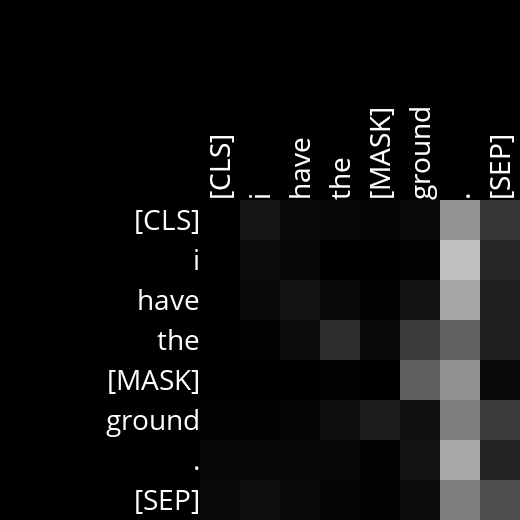 [CLS] i have the [MASK] ground . [SEP]
[CLS]
i
have
the
[MASK]
ground
.
[SEP]